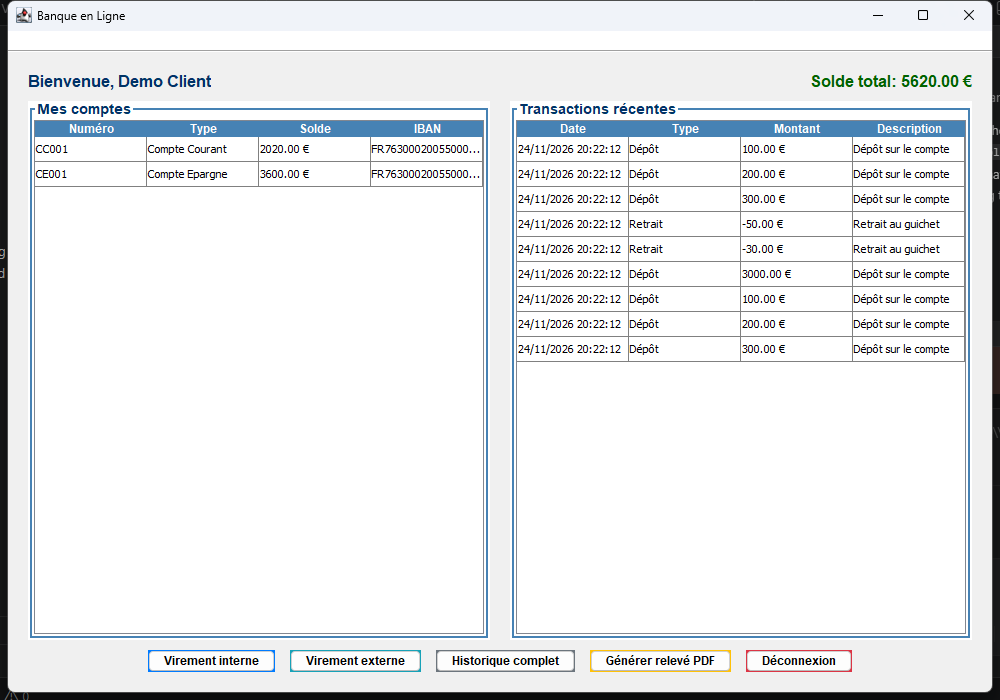 Banque en Ligne
Bienvenue, Demo Client
Solde total: 5620.00 €
Mes comptes
Numéro Type Solde IBAN
CC001 Compte Courant 2020.00 € FR76300020055000...
CE001 Compte Epargne 3600.00 € FR76300020055000...
Transactions récentes
Date Type Montant Description
24/11/2026 20:22:12 Dépôt 100.00 € Dépôt sur le compte
24/11/2026 20:22:12 Dépôt 200.00 € Dépôt sur le compte
24/11/2026 20:22:12 Dépôt 300.00 € Dépôt sur le compte
24/11/2026 20:22:12 Retrait -50.00 € Retrait au guichet
24/11/2026 20:22:12 Retrait -30.00 € Retrait au guichet
24/11/2026 20:22:12 Dépôt 3000.00 € Dépôt sur le compte
24/11/2026 20:22:12 Dépôt 100.00 € Dépôt sur le compte
24/11/2026 20:22:12 Dépôt 200.00 € Dépôt sur le compte
24/11/2026 20:22:12 Dépôt 300.00 € Dépôt sur le compte
Virement interne Virement externe Historique complet Générer relevé PDF Déconnexion